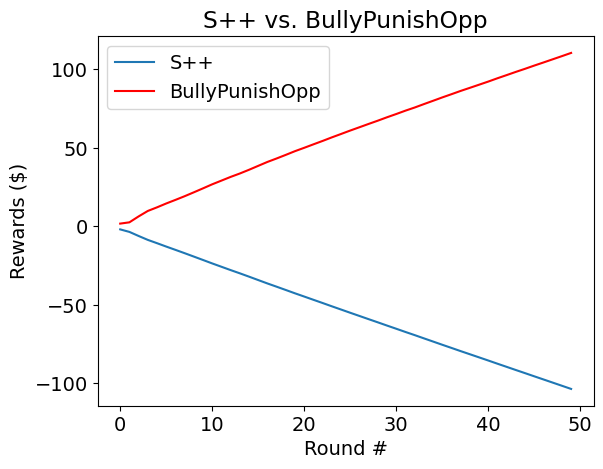 S++ vs. BullyPunishOpp
S++
BullyPunishOpp
Rewards ($)
100
50
0
−50
−100
0 10 20 30 40 50
Round #